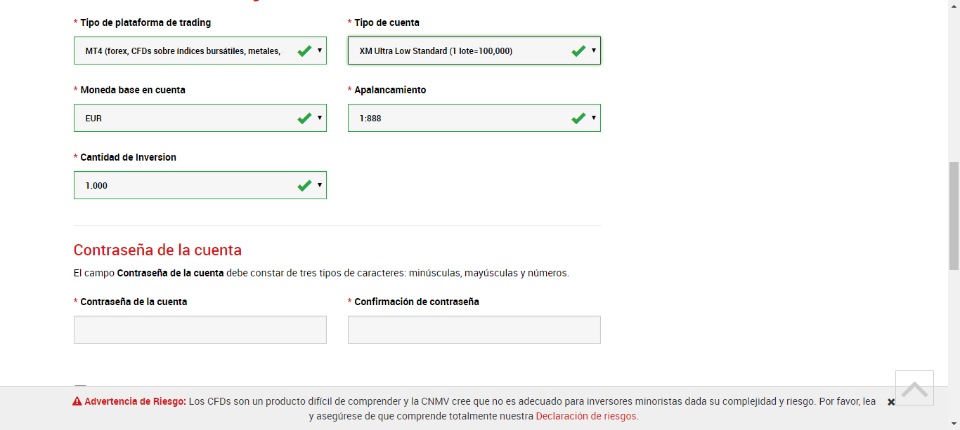 * Tipo de plataforma de trading
* Tipo de cuenta
MT4 (forex, CFDs sobre índices bursátiles, metales,
XM Ultra Low Standard (1 lote=100,000)
* Moneda base en cuenta
* Apalancamiento
EUR
1:888
* Cantidad de Inversion
1.000
Contraseña de la cuenta
El campo Contraseña de la cuenta debe constar de tres tipos de caracteres: minúsculas, mayúsculas y números.
* Contraseña de la cuenta
* Confirmación de contraseña
Advertencia de Riesgo: Los CFDs son un producto difícil de comprender y la CNMV cree que no es adecuado para inversores minoristas dada su complejidad y riesgo. Por favor, lea
y asegúrese de que comprende totalmente nuestra Declaración de riesgos.